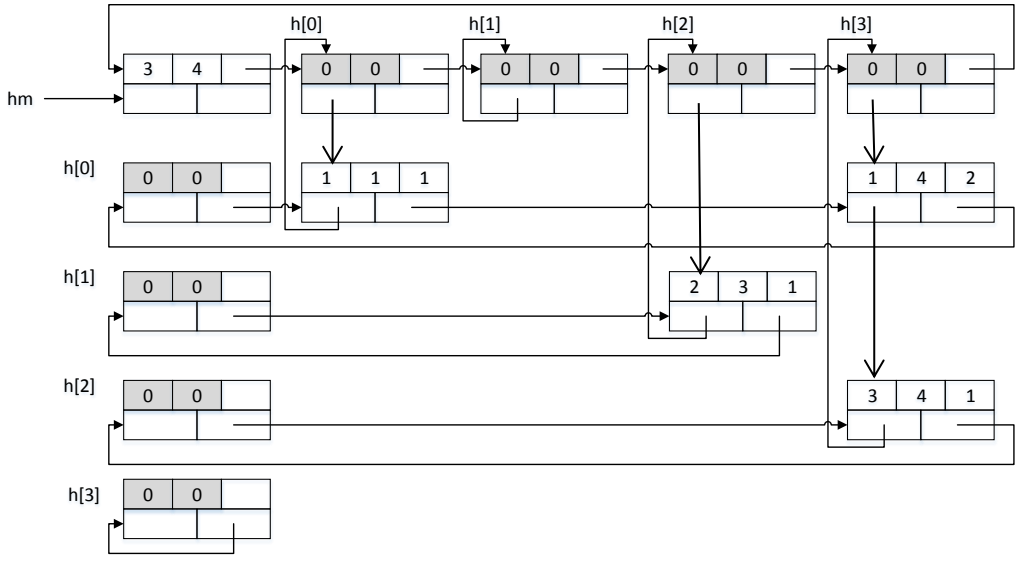 h[0] h[1] h[2] h[3]
3 4 0 0 0 0 0 0 0 0
hm
h[0] 0 0 1 1 1 1 4 2
h[1] 0 0 2 3 1
h[2] 0 0 3 4 1
h[3] 0 0